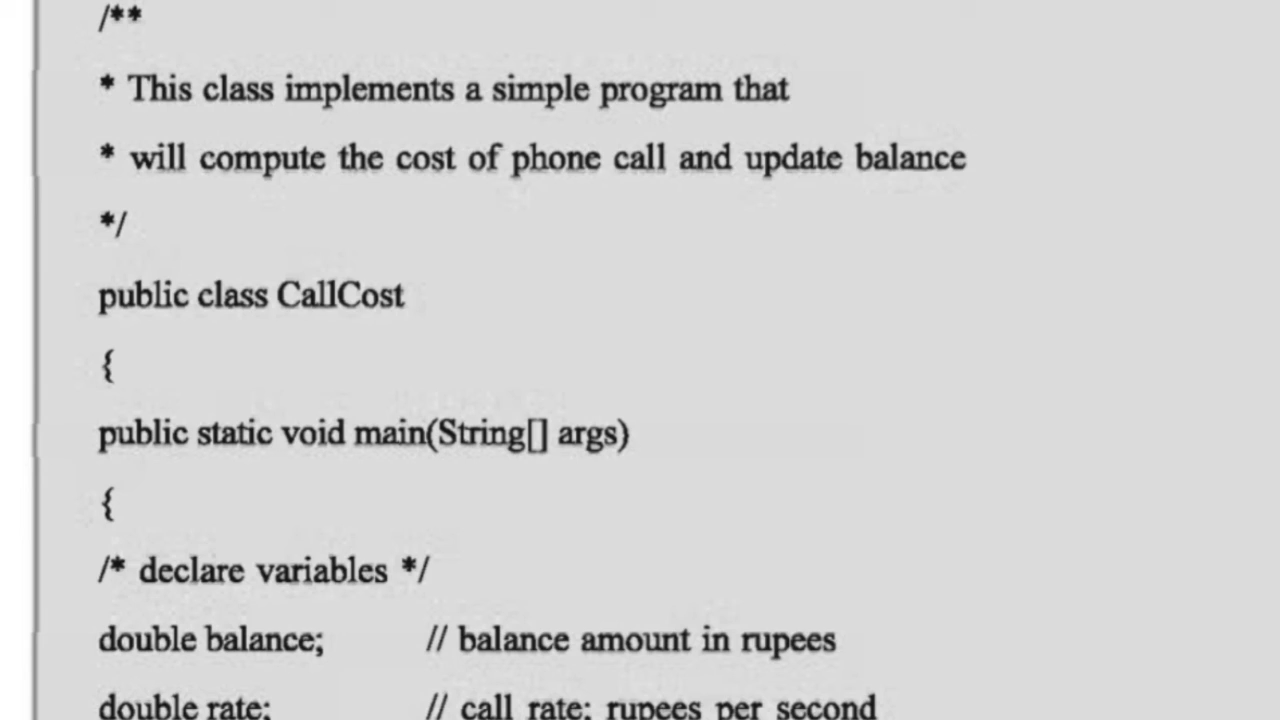 /**
* This class implements a simple program that
* will compute the cost of phone call and update balance
*/
public class CallCost
{
public static void main(String[] args)
{
/* declare variables */
double balance; // balance amount in rupees
double rate; // call rate; rupees per second